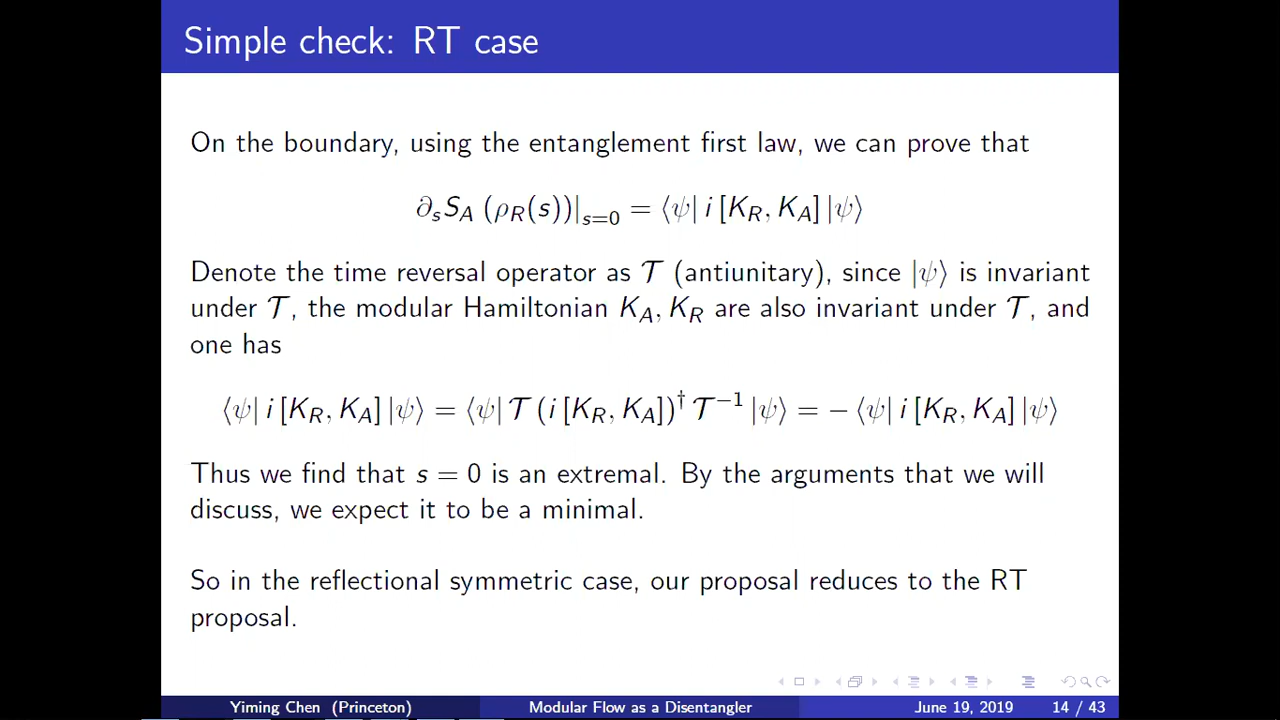 Simple check: RT case
On the boundary, using the entanglement first law, we can prove that
∂ₛS_A (ρ_R(s))|_{s=0} = ⟨ψ| i [K_R, K_A] |ψ⟩
Denote the time reversal operator as 𝒯 (antiunitary), since |ψ⟩ is invariant
under 𝒯, the modular Hamiltonian K_A, K_R are also invariant under 𝒯, and
one has
⟨ψ| i [K_R, K_A] |ψ⟩ = ⟨ψ| 𝒯 (i [K_R, K_A])† 𝒯⁻¹ |ψ⟩ = − ⟨ψ| i [K_R, K_A] |ψ⟩
Thus we find that s = 0 is an extremal. By the arguments that we will
discuss, we expect it to be a minimal.
So in the reflectional symmetric case, our proposal reduces to the RT
proposal.
Yiming Chen (Princeton) Modular Flow as a Disentangler June 19, 2019 14 / 43